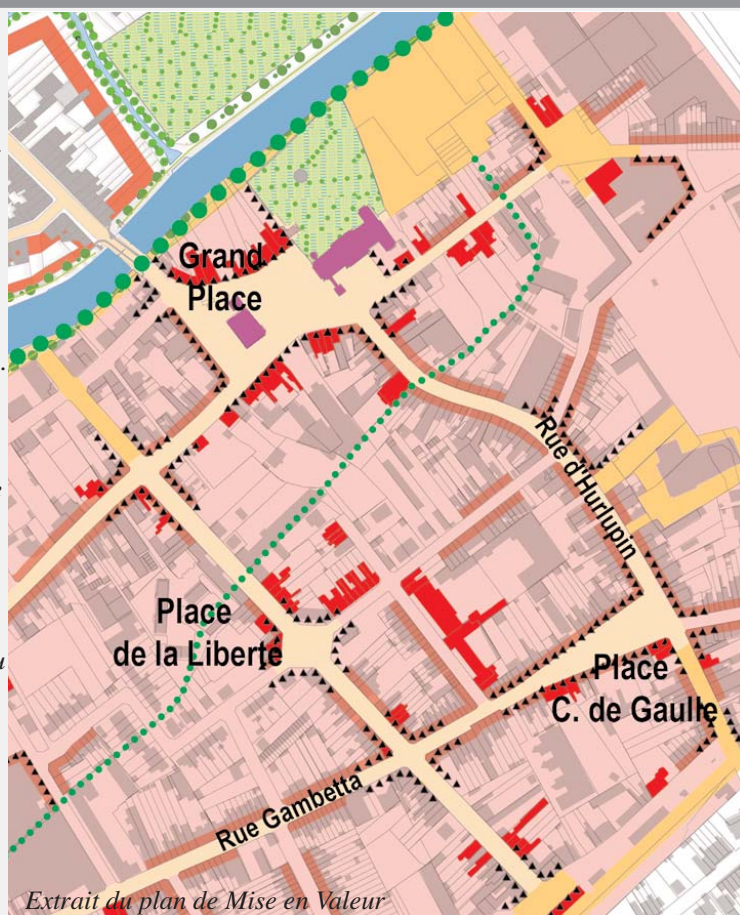 Grand
Place
Rue d'Hurlupin
Place
de la Liberté
Place
C. de Gaulle
Rue Gambetta
Extrait du plan de Mise en Valeur